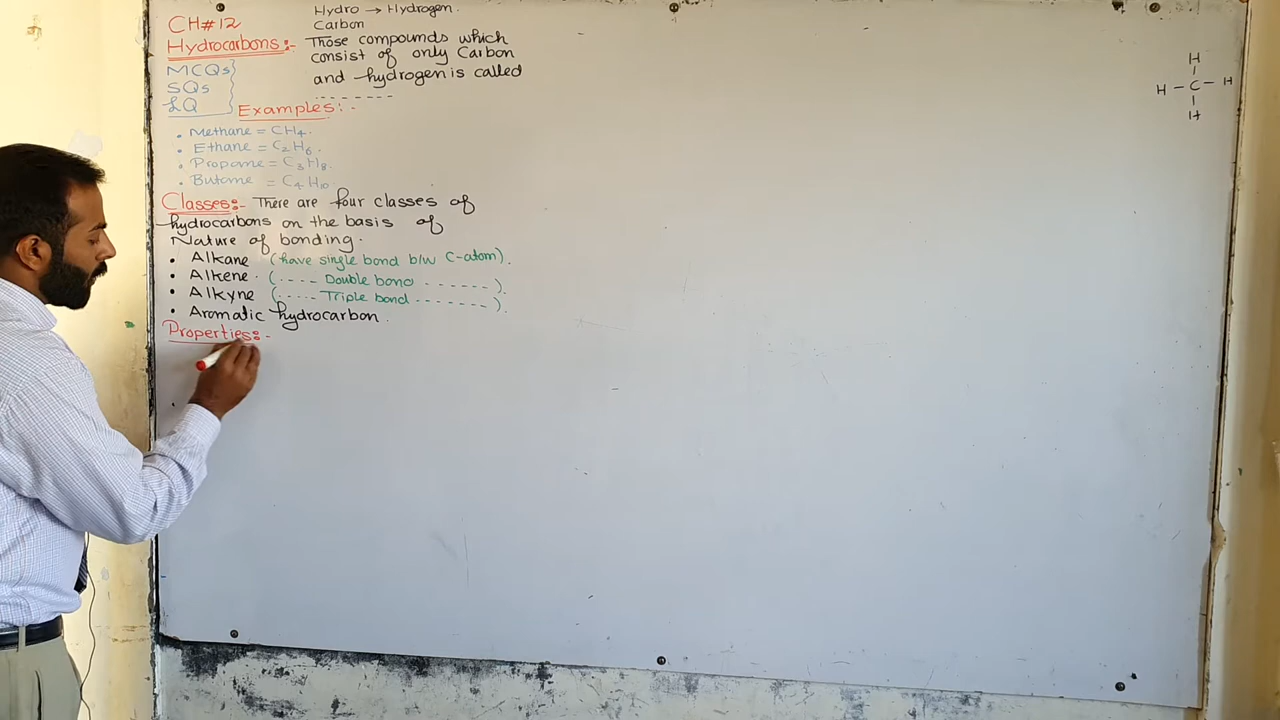 CH#12
Hydro → Hydrogen.
Carbon
Hydrocarbons:- Those compounds which
consist of only Carbon
and hydrogen is called
---------
MCQs
SQs
LQ
Examples:-
• Methane = CH4.
• Ethane = C2H6.
• Propane = C3H8.
• Butane = C4H10.
Classes:- There are four classes of
hydrocarbons on the basis of
Nature of bonding.
• Alkane (have single bond b/w C-atom).
• Alkene. (---- Double bond ------).
• Alkyne (----- Triple bond -------).
• Aromatic hydrocarbon.
Properties:-
H
H - C - H
H